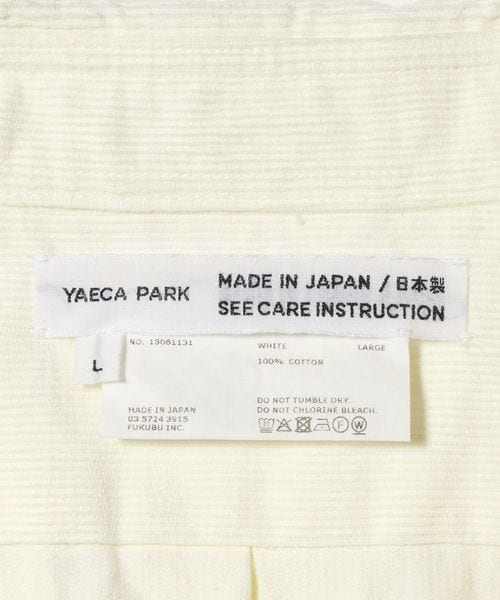 YAECA PARK
MADE IN JAPAN / 日本製
SEE CARE INSTRUCTION
L
NO. 15061131 WHITE LARGE
100% COTTON
MADE IN JAPAN
03 5724 3915
FUKUBU INC.
DO NOT TUMBLE DRY.
DO NOT CHLORINE BLEACH.
F W